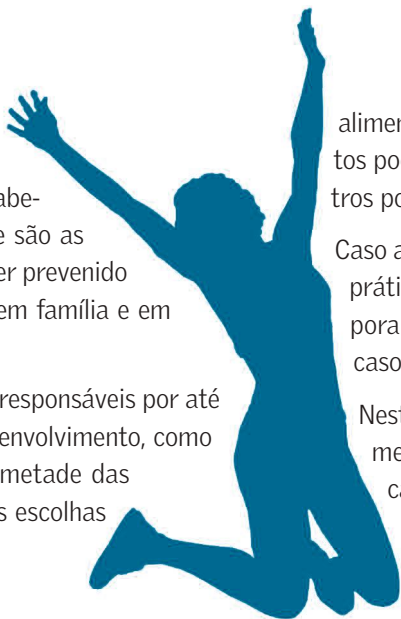 abe-
e são as
er prevenido
em família e em
responsáveis por até
envolvimento, como
metade das
s escolhas
alimen
tos po
tros po
Caso a
práti
pora
caso
Nest
me
ca